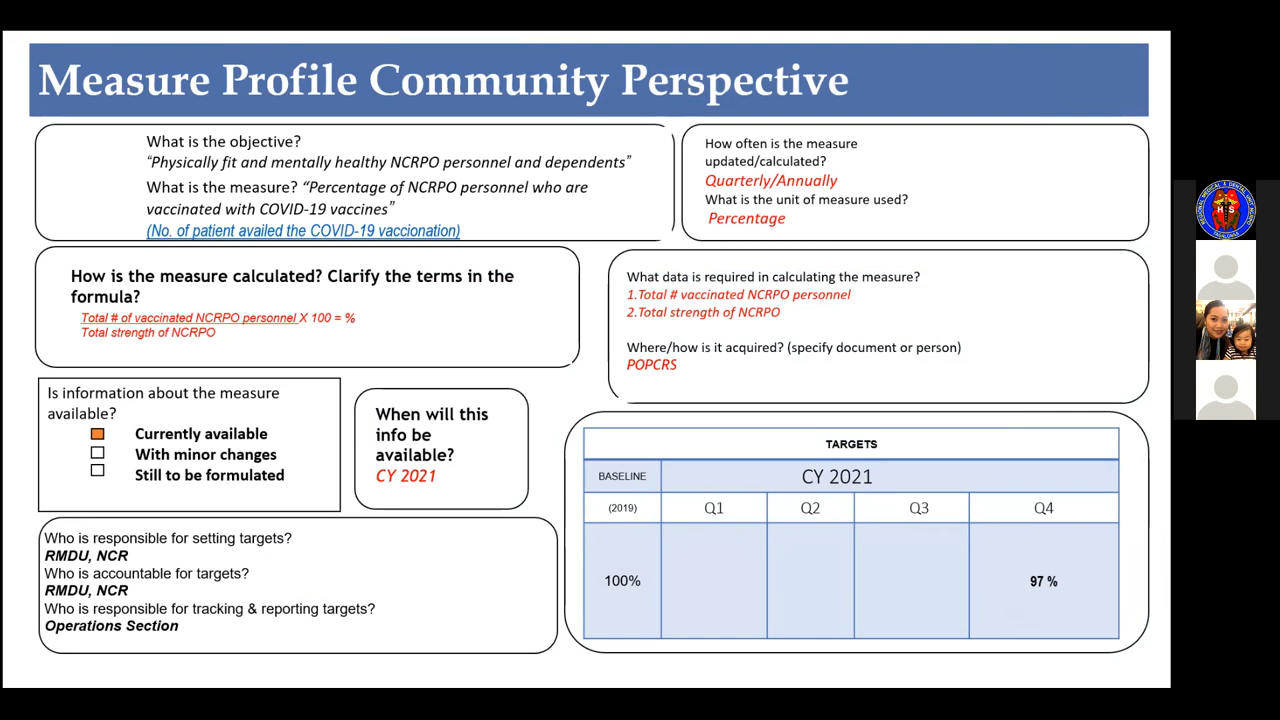 Measure Profile Community Perspective
What is the objective?
“Physically fit and mentally healthy NCRPO personnel and dependents”
What is the measure? “Percentage of NCRPO personnel who are
vaccinated with COVID-19 vaccines”
(No. of patient availed the COVID-19 vaccionation)
How often is the measure
updated/calculated?
Quarterly/Annually
What is the unit of measure used?
Percentage
How is the measure calculated? Clarify the terms in the
formula?
Total # of vaccinated NCRPO personnel X 100 = %
Total strength of NCRPO
What data is required in calculating the measure?
1.Total # vaccinated NCRPO personnel
2.Total strength of NCRPO
Where/how is it acquired? (specify document or person)
POPCRS
Is information about the measure
available?
Currently available
With minor changes
Still to be formulated
When will this
info be
available?
CY 2021
Who is responsible for setting targets?
RMDU, NCR
Who is accountable for targets?
RMDU, NCR
Who is responsible for tracking & reporting targets?
Operations Section
TARGETS
BASELINE CY 2021
(2019) Q1 Q2 Q3 Q4
100% 97 %